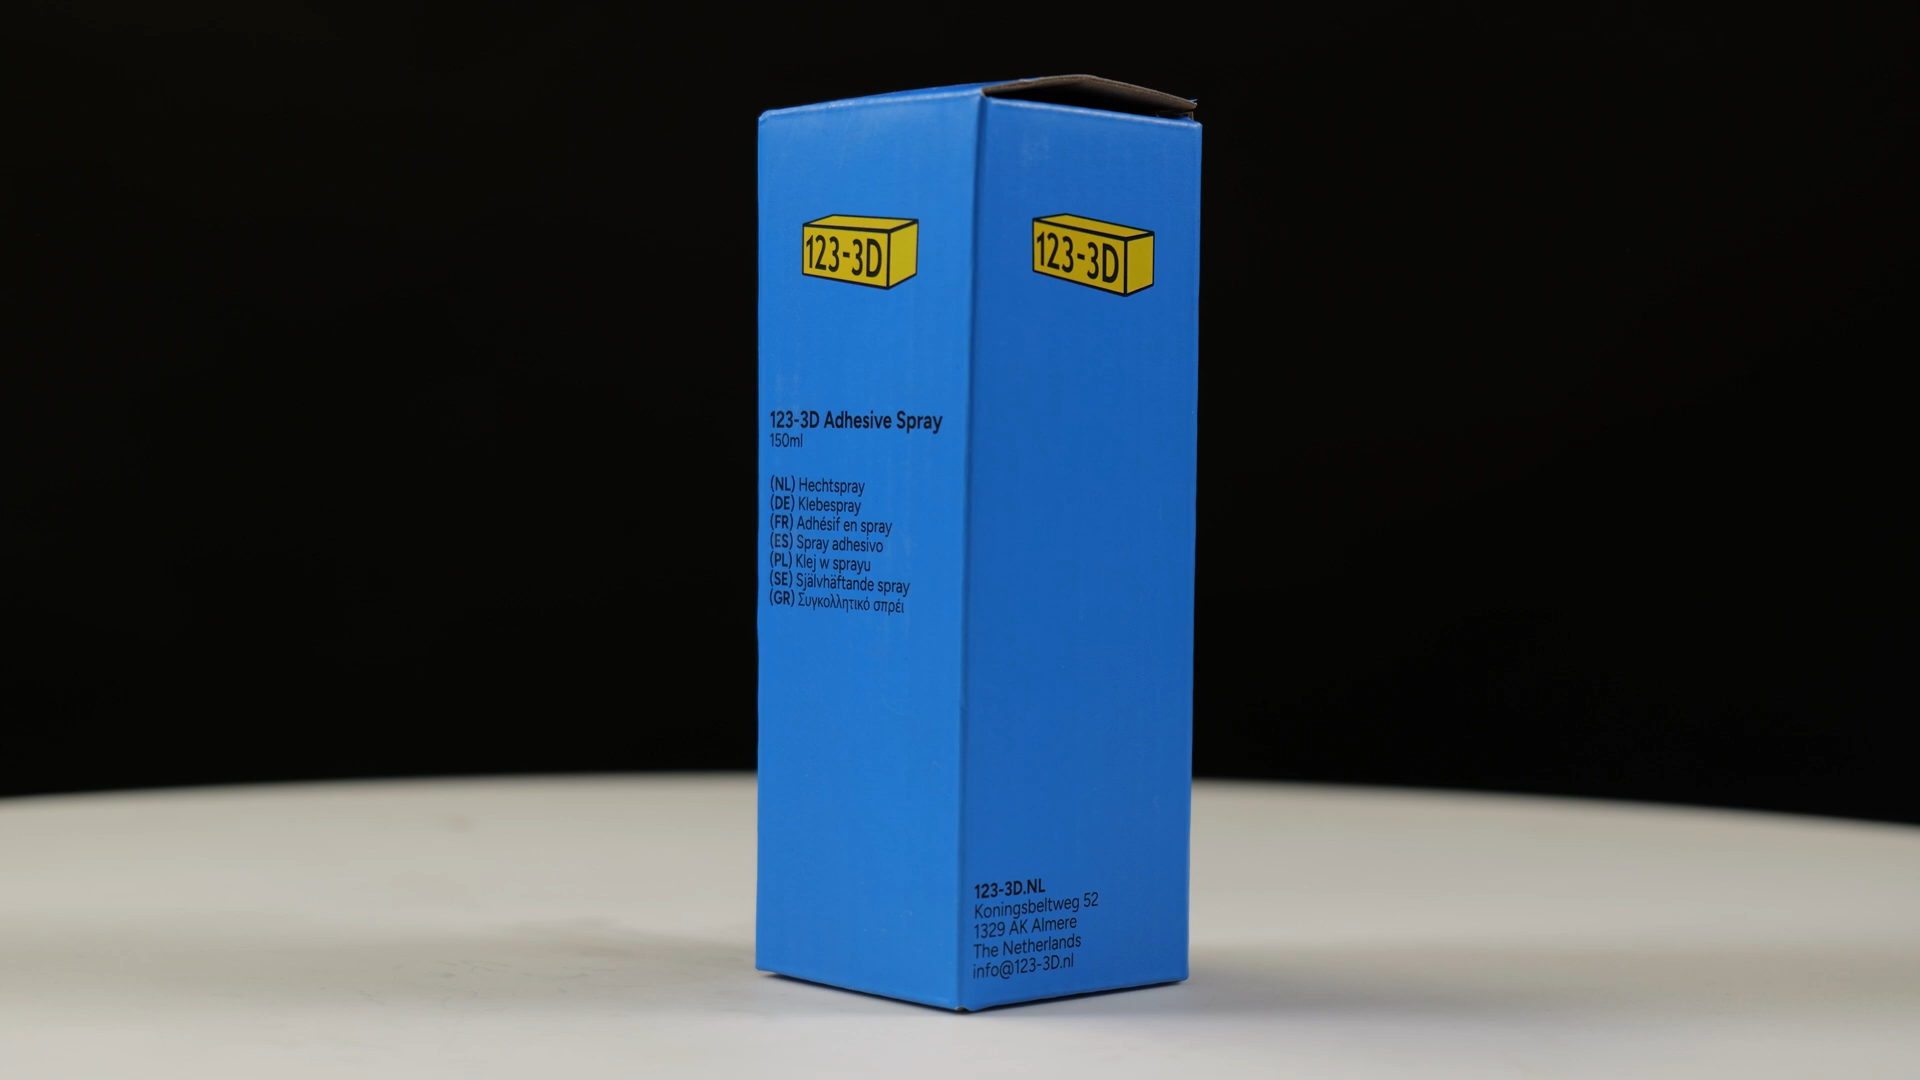 123-3D
123-3D Adhesive Spray
150ml
(NL) Hechtspray
(DE) Klebespray
(FR) Adhésif en spray
(ES) Spray adhesivo
(PL) Klej w sprayu
(SE) Självhäftande spray
(GR) Συγκολλητικό σπρέι
123-3D
123-3D.NL
Koningsbeltweg 52
1329 AK Almere
The Netherlands
info@123-3D.nl